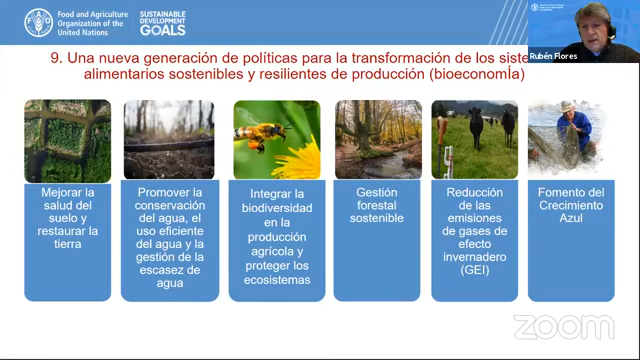 Food and Agriculture
Organization of the
United Nations
SUSTAINABLE
DEVELOPMENT
GOALS
Rubén Flores
9. Una nueva generación de políticas para la transformación de los siste
alimentarios sostenibles y resilientes de producción (bioeconomÍa)
Mejorar la
salud del
suelo y
restaurar la
tierra
Promover la
conservación
del agua, el
uso eficiente
del agua y la
gestión de la
escasez de
agua
Integrar la
biodiversidad
en la
producción
agrícola y
proteger los
ecosistemas
Gestión
forestal
sostenible
Reducción
de las
emisiones
de gases de
efecto
invernadero
(GEI)
Fomento del
Crecimiento
Azul
zoom